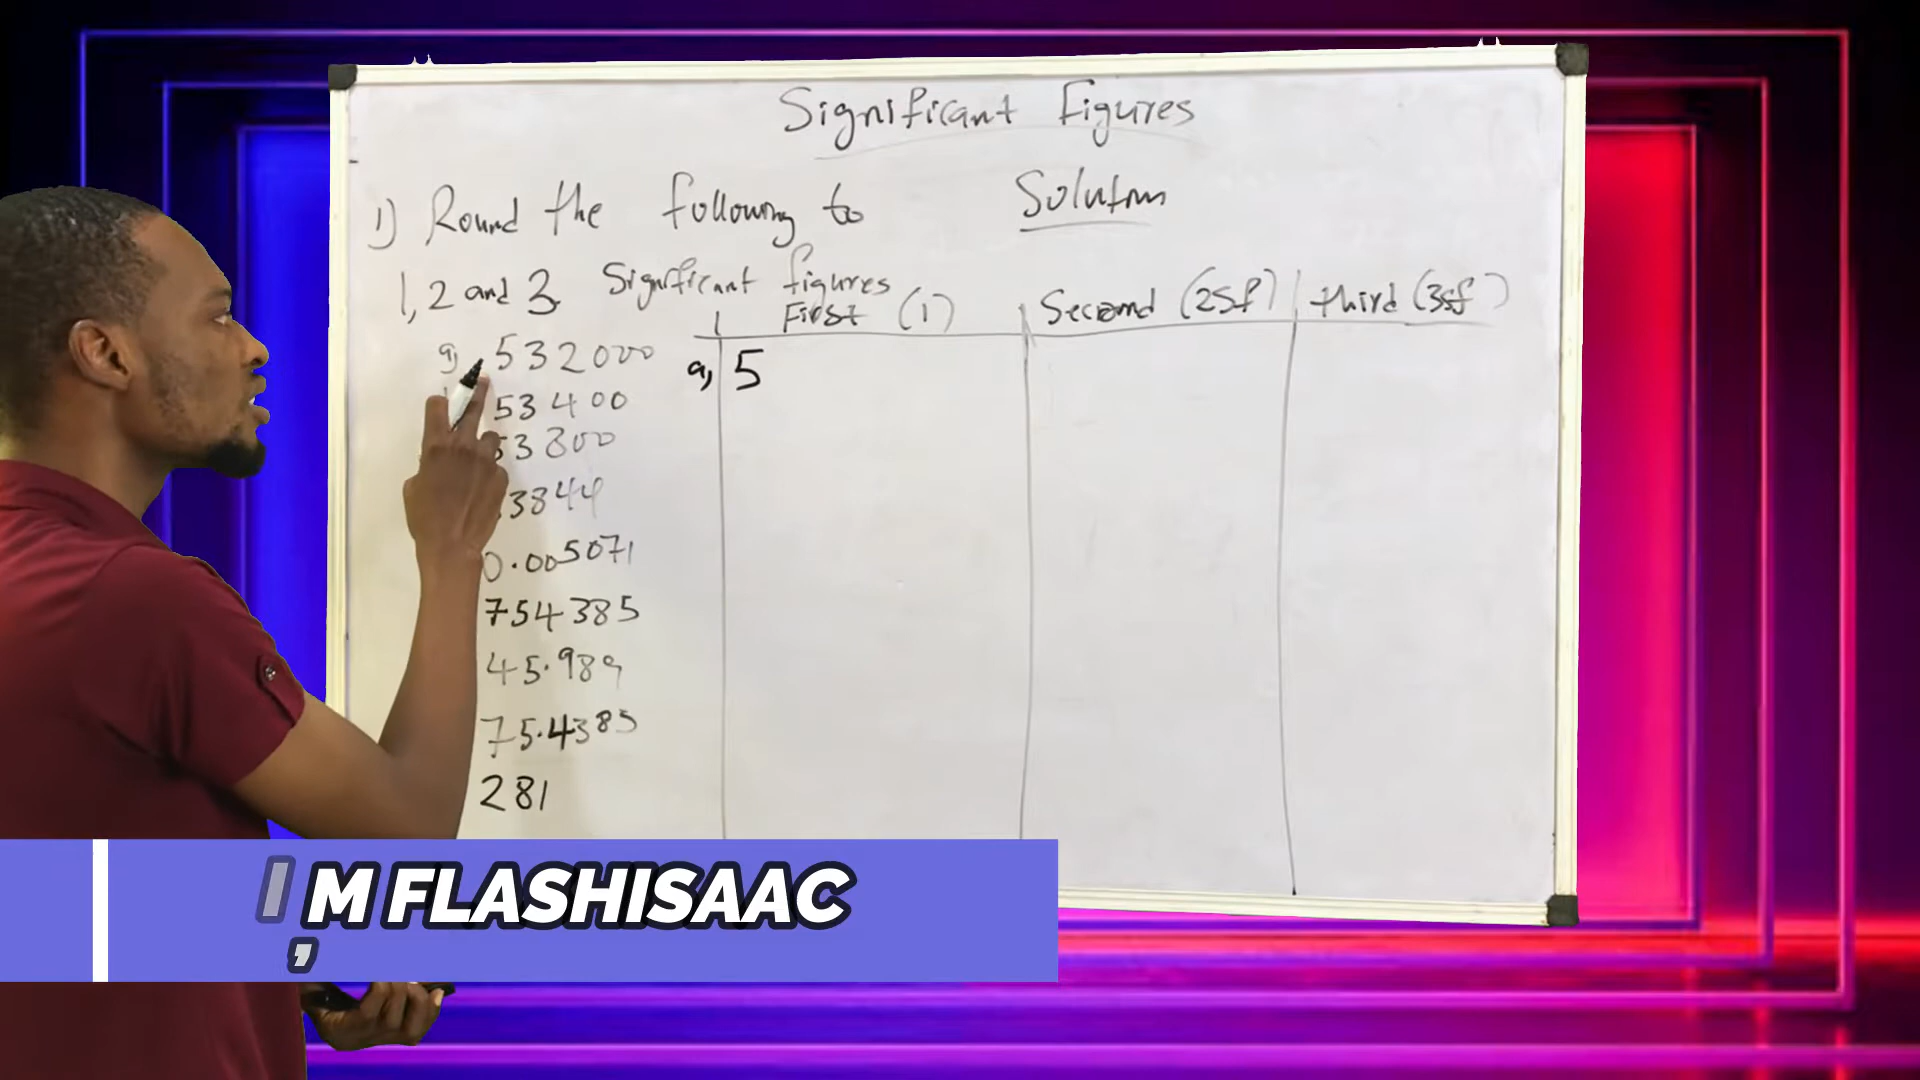 Significant Figures
1) Round the following to
1, 2 and 3 Significant figures
a) 532000
53400
53800
3844
0.005071
754385
45.989
75.4385
281
Solution
First (1) Second (2sf) third (3sf)
a, 5
I'M FLASHISAAC